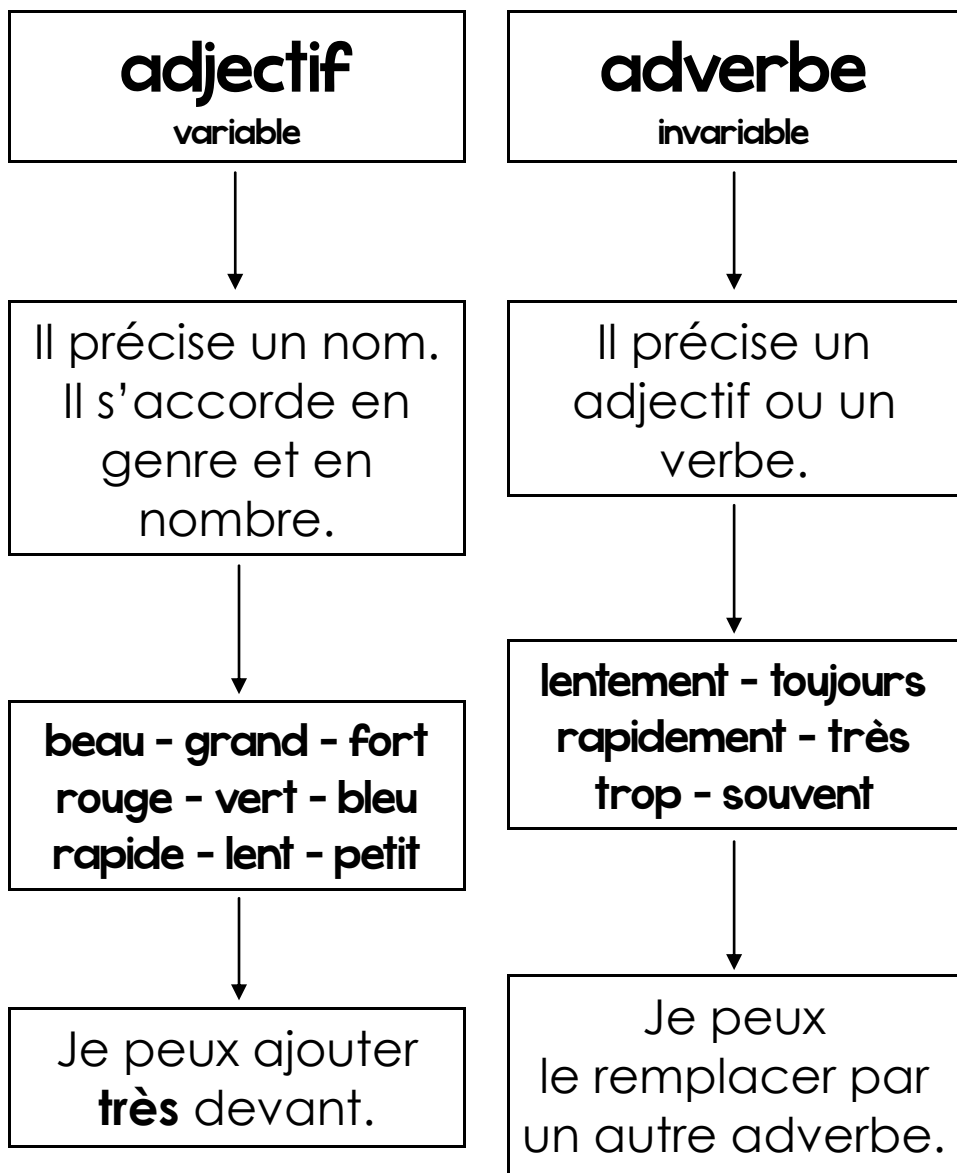 adjectif
variable
Il précise un nom.
Il s’accorde en
genre et en
nombre.
beau - grand - fort
rouge - vert - bleu
rapide - lent - petit
Je peux ajouter
très devant.
adverbe
invariable
Il précise un
adjectif ou un
verbe.
lentement - toujours
rapidement - très
trop - souvent
Je peux
le remplacer par
un autre adverbe.